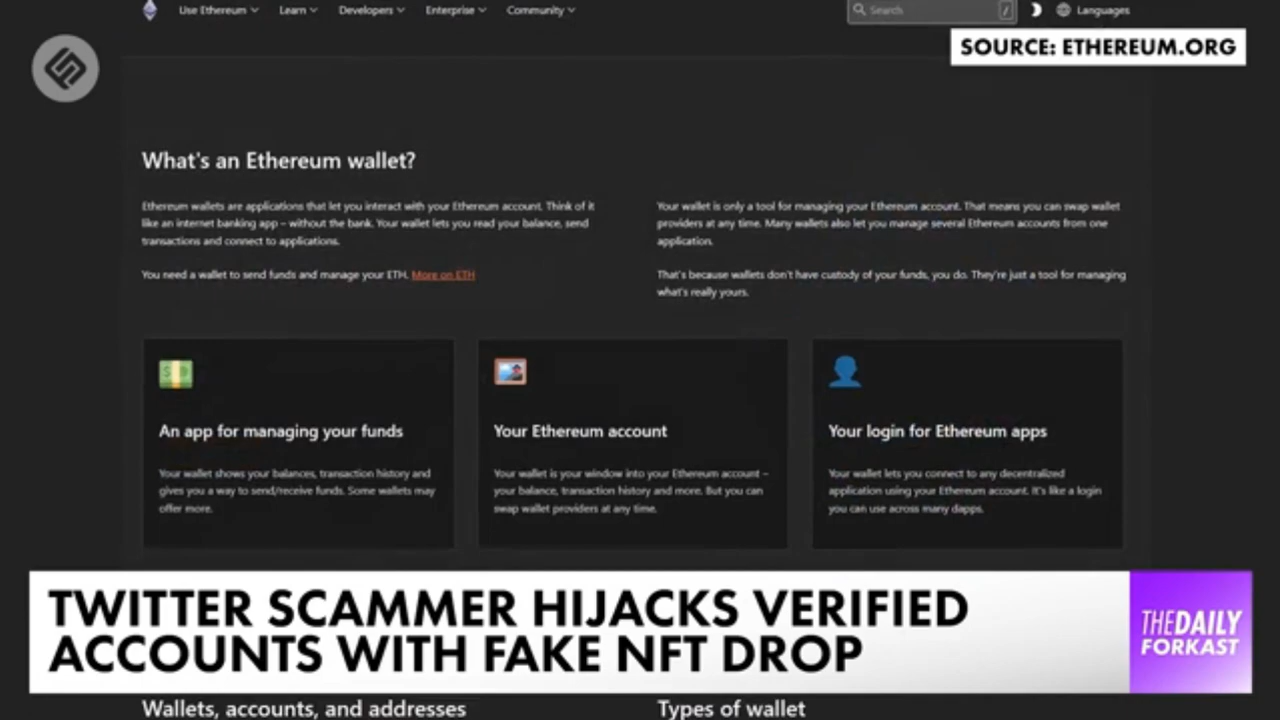 Use Ethereum Learn Developers Enterprise Community Search / Languages
SOURCE: ETHEREUM.ORG
What's an Ethereum wallet?
Ethereum wallets are applications that let you interact with your Ethereum account. Think of it
like an internet banking app – without the bank. Your wallet lets you read your balance, send
transactions and connect to applications.
You need a wallet to send funds and manage your ETH. More on ETH
Your wallet is only a tool for managing your Ethereum account. That means you can swap wallet
providers at any time. Many wallets also let you manage several Ethereum accounts from one
application.
That's because wallets don't have custody of your funds, you do. They're just a tool for managing
what's really yours.
An app for managing your funds
Your wallet shows your balances, transaction history and
gives you a way to send/receive funds. Some wallets may
offer more.
Your Ethereum account
Your wallet is your window into your Ethereum account –
your balance, transaction history and more. But you can
swap wallet providers at any time.
Your login for Ethereum apps
Your wallet lets you connect to any decentralized
application using your Ethereum account. It's like a login
you can use across many dapps.
TWITTER SCAMMER HIJACKS VERIFIED
ACCOUNTS WITH FAKE NFT DROP
THEDAILY
FORKAST
Wallets, accounts, and addresses
Types of wallet